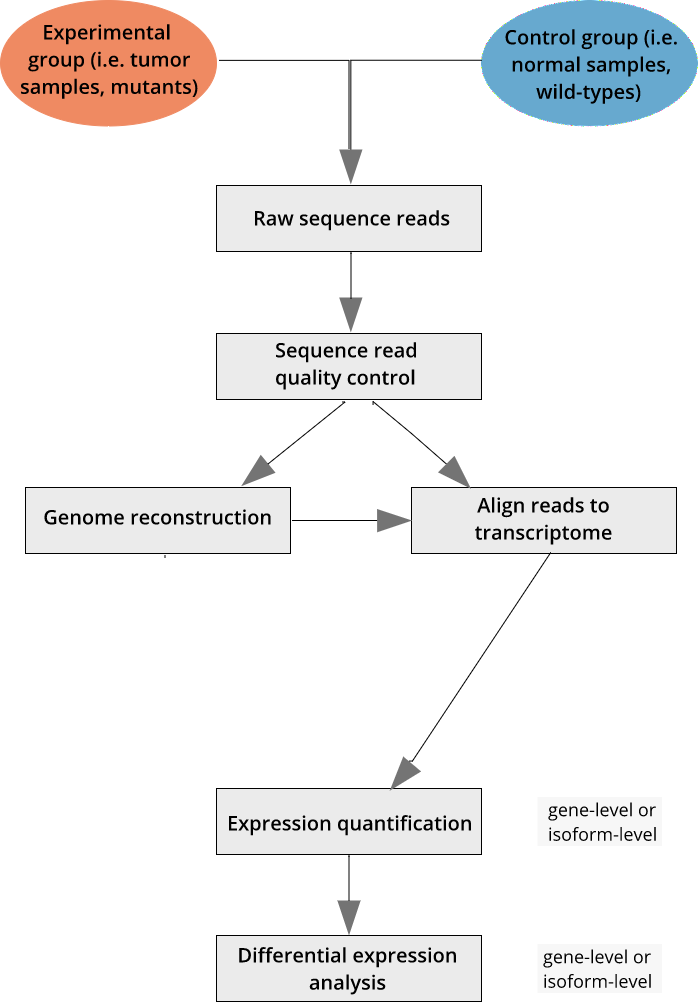 Experimental
group (i.e. tumor
samples, mutants)
Control group (i.e.
normal samples,
wild-types)
Raw sequence reads
Sequence read
quality control
Genome reconstruction
Align reads to
transcriptome
Expression quantification
gene-level or
isoform-level
Differential expression
analysis
gene-level or
isoform-level